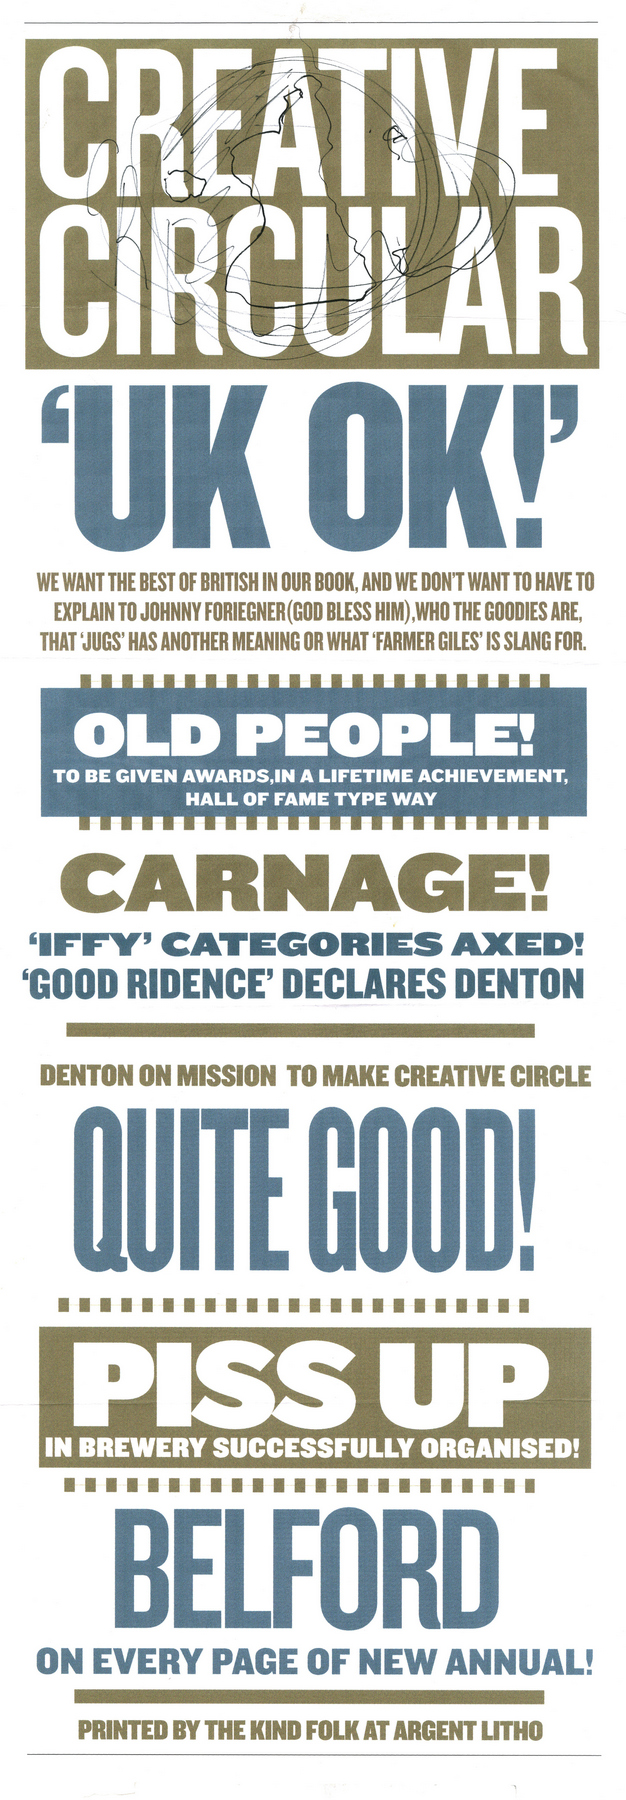 CREATIVE
CIRCULAR
‘UK OK!’
WE WANT THE BEST OF BRITISH IN OUR BOOK, AND WE DON’T WANT TO HAVE TO
EXPLAIN TO JOHNNY FORIEGNER(GOD BLESS HIM),WHO THE GOODIES ARE,
THAT ‘JUGS’ HAS ANOTHER MEANING OR WHAT ‘FARMER GILES’ IS SLANG FOR.
OLD PEOPLE!
TO BE GIVEN AWARDS,IN A LIFETIME ACHIEVEMENT,
HALL OF FAME TYPE WAY
CARNAGE!
‘IFFY’ CATEGORIES AXED!
‘GOOD RIDENCE’ DECLARES DENTON
DENTON ON MISSION TO MAKE CREATIVE CIRCLE
QUITE GOOD!
PISS UP
IN BREWERY SUCCESSFULLY ORGANISED!
BELFORD
ON EVERY PAGE OF NEW ANNUAL!
PRINTED BY THE KIND FOLK AT ARGENT LITHO